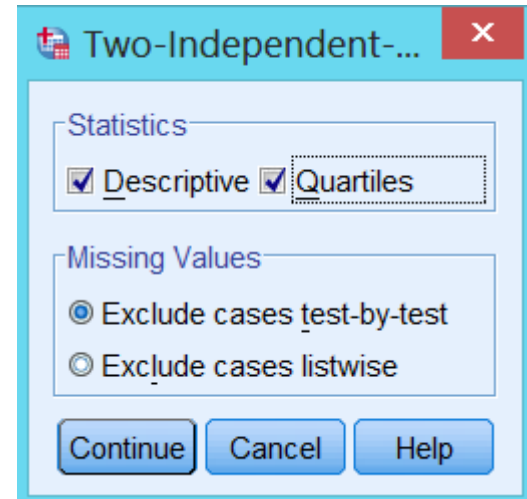 Two-Independent-...
Statistics
Descriptive Quartiles
Missing Values
Exclude cases test-by-test
Exclude cases listwise
Continue Cancel Help